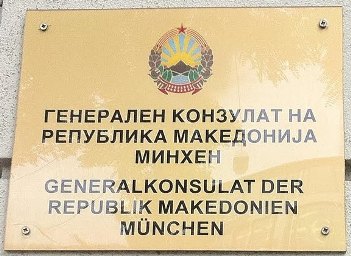 ГЕНЕРАЛЕН КОНЗУЛАТ НА
РЕПУБЛИКА МАКЕДОНИЈА
МИНХЕН
GENERALKONSULAT DER
REPUBLIK MAKEDONIEN
MÜNCHEN